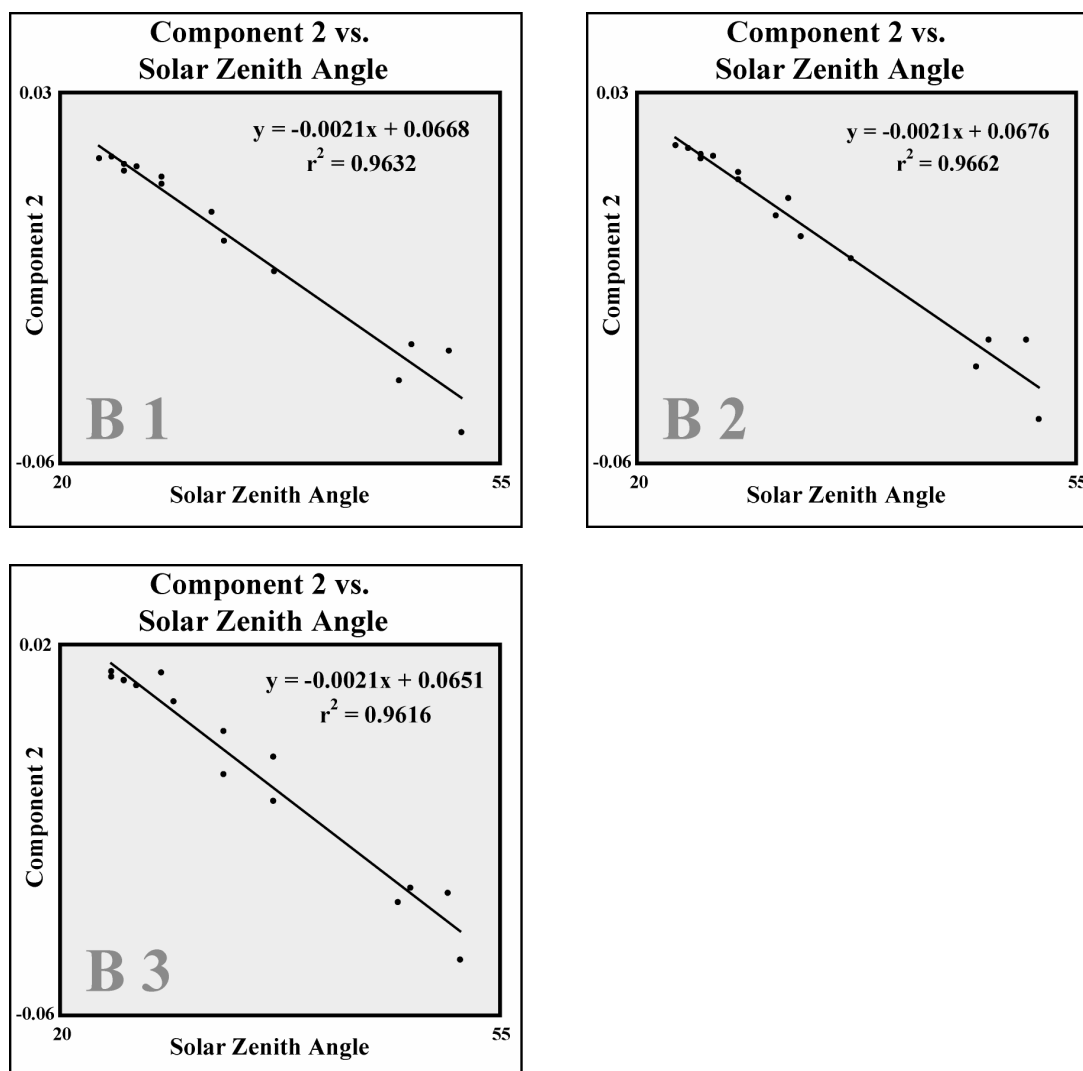 Component 2 vs.
Solar Zenith Angle
0.03
y = -0.0021x + 0.0668
r² = 0.9632
Component 2
B 1
-0.06
20
55
Solar Zenith Angle
Component 2 vs.
Solar Zenith Angle
0.03
y = -0.0021x + 0.0676
r² = 0.9662
Component 2
B 2
-0.06
20
55
Solar Zenith Angle
Component 2 vs.
Solar Zenith Angle
0.02
y = -0.0021x + 0.0651
r² = 0.9616
Component 2
B 3
-0.06
20
55
Solar Zenith Angle